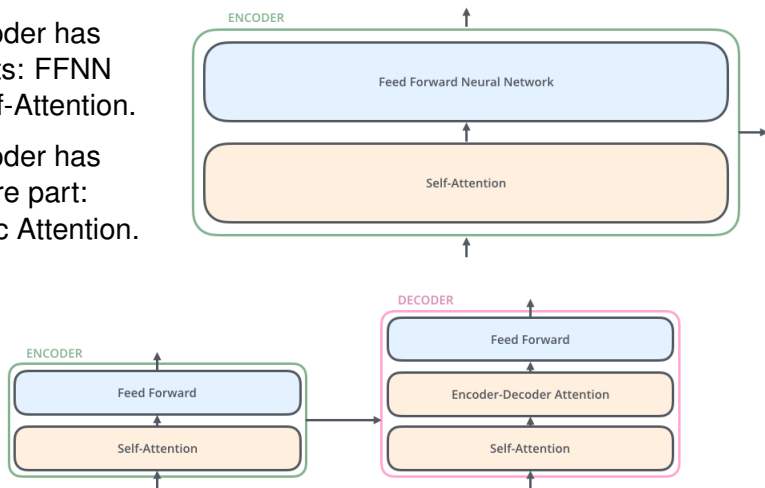 oder has
ts: FFNN
f-Attention.
oder has
re part:
c Attention.
ENCODER
Feed Forward Neural Network
Self-Attention
ENCODER
Feed Forward
Self-Attention
DECODER
Feed Forward
Encoder-Decoder Attention
Self-Attention